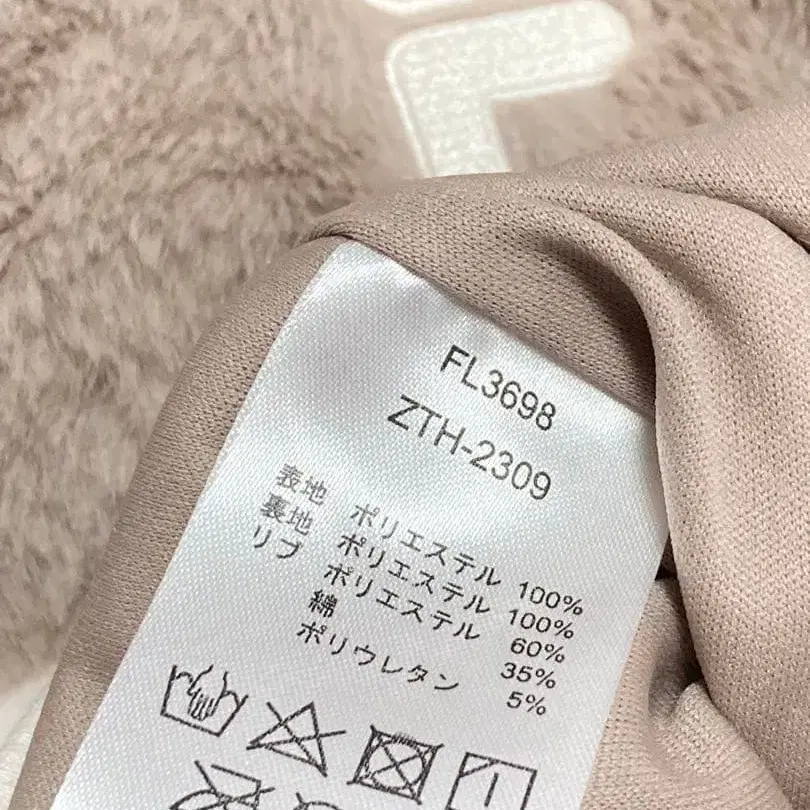 FL3698
ZTH-2309
表地 ポリエステル 100%
裏地 ポリエステル 100%
リブ ポリエステル 60%
綿 35%
ポリウレタン 5%